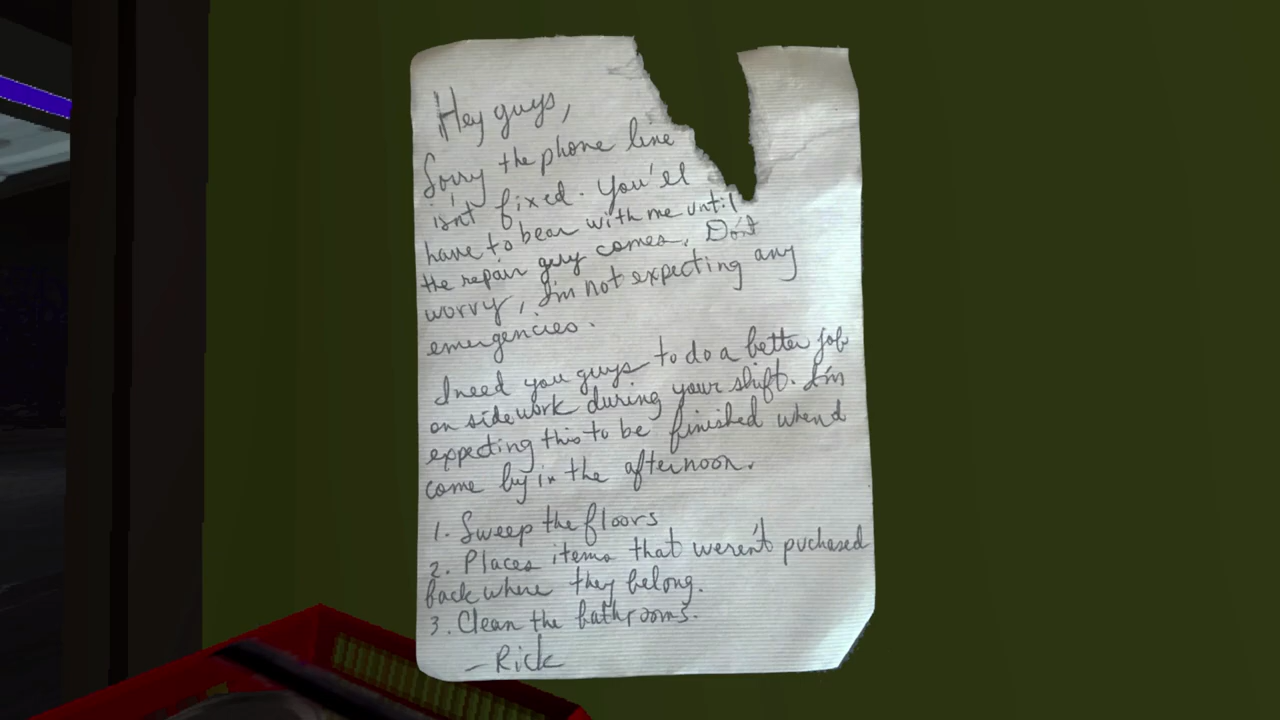 Hey guys,
Sorry the phone line
isn't fixed. You'll
have to bear with me until
the repair guy comes. Don't
worry, I'm not expecting any
emergencies.
I need you guys to do a better job
on sidework during your shift. I'm
expecting this to be finished when I
come by in the afternoon.
1. Sweep the floors
2. Places items that weren't puchased
back where they belong.
3. Clean the bathrooms.
- Rick